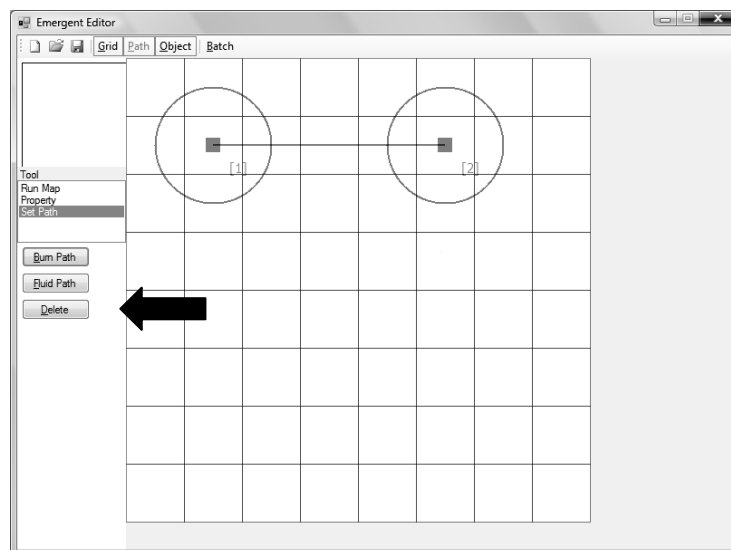 Emergent Editor
Grid Path Object Batch
[1] [2]
Tool
Run Map
Property
Set Path
Burn Path
Fluid Path
Delete